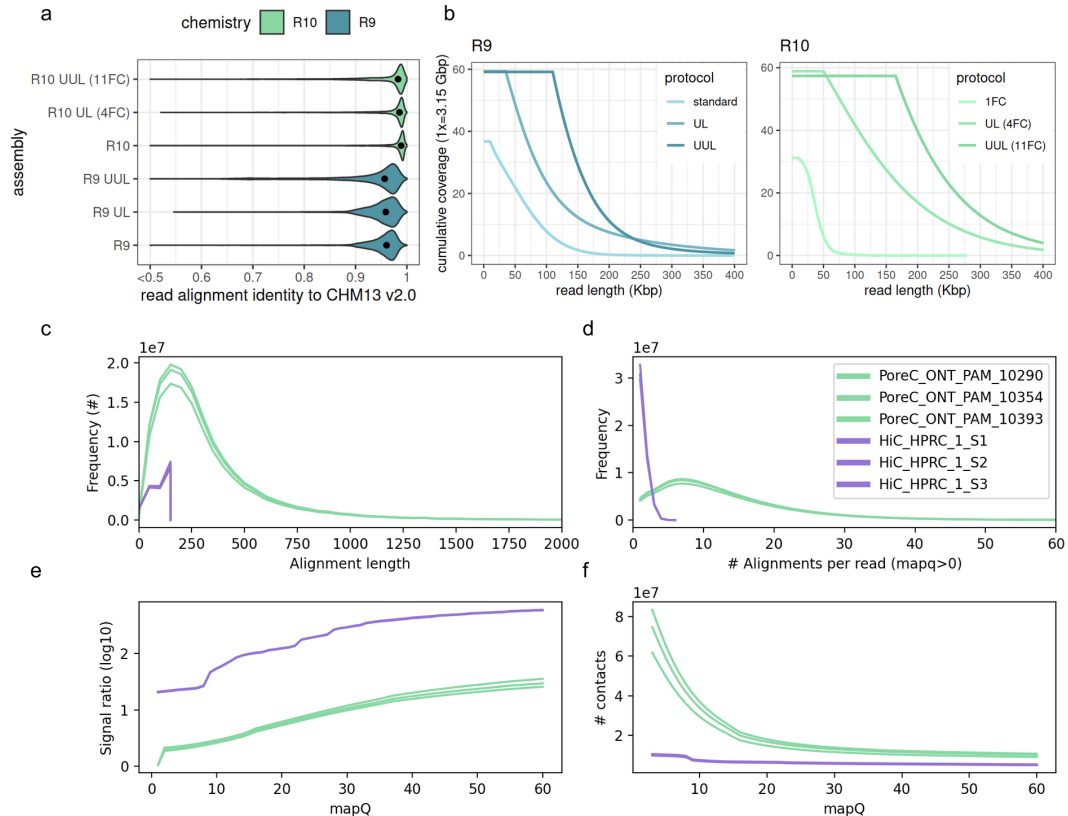 a
chemistry R10 R9
R10 UUL (11FC)
R10 UL (4FC)
R10
R9 UUL
R9 UL
R9
assembly
<0.5 0.6 0.7 0.8 0.9 1
read alignment identity to CHM13 v2.0
b
R9
60
40
20
0
cumulative coverage (1x=3.15 Gbp)
protocol
standard
UL
UUL
0 50 100 150 200 250 300 350 400
read length (Kbp)
R10
60
40
20
0
protocol
1FC
UL (4FC)
UUL (11FC)
0 50 100 150 200 250 300 350 400
read length (Kbp)
c
1e7
2.0
1.5
1.0
0.5
0.0
Frequency (#)
0 250 500 750 1000 1250 1500 1750 2000
Alignment length
d
1e7
3
2
1
0
Frequency
PoreC_ONT_PAM_10290
PoreC_ONT_PAM_10354
PoreC_ONT_PAM_10393
HiC_HPRC_1_S1
HiC_HPRC_1_S2
HiC_HPRC_1_S3
0 10 20 30 40 50 60
# Alignments per read (mapq>0)
e
2
1
0
Signal ratio (log10)
0 10 20 30 40 50 60
mapQ
f
1e7
8
6
4
2
# contacts
10 20 30 40 50 60
mapQ